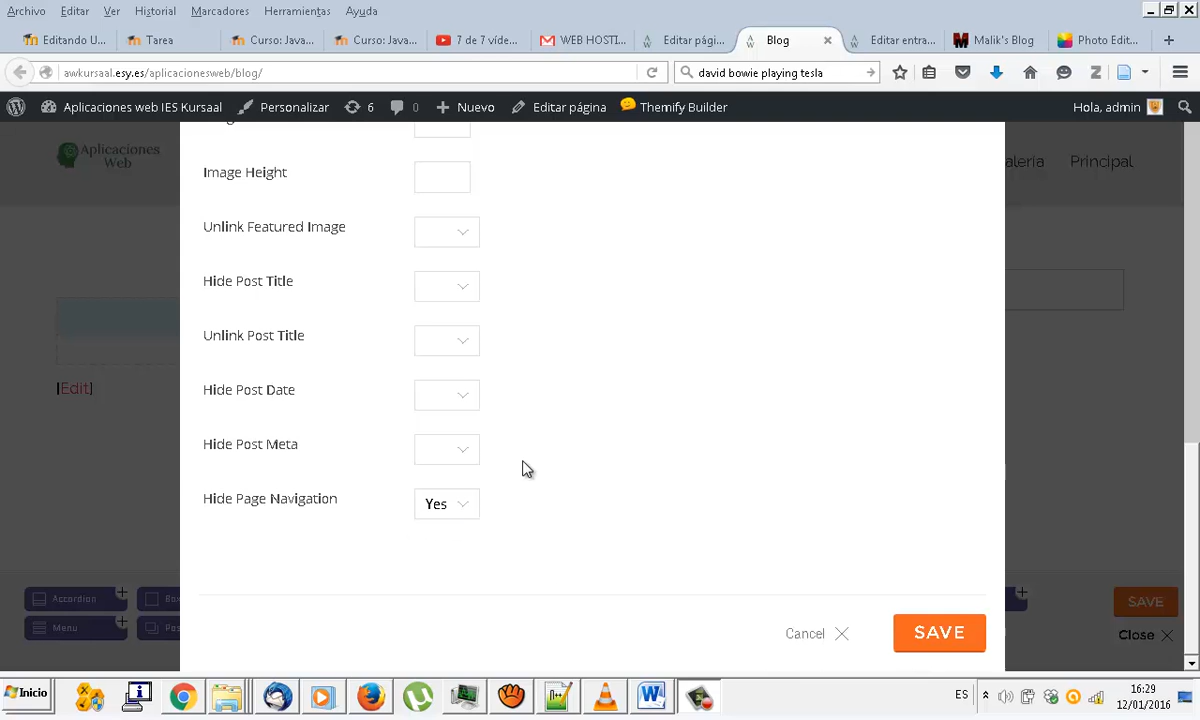 Archivo Editar Ver Historial Marcadores Herramientas Ayuda
Editando U... Tarea Curso: Java... Curso: Java... 7 de 7 víde... WEB HOSTI... Editar pági... Blog Editar entra... Malik's Blog Photo Edit...
awkursaal.esy.es/aplicacionesweb/blog/ david bowie playing tesla
Aplicaciones web IES Kursaal Personalizar 6 0 Nuevo Editar página Themify Builder Hola, admin
Aplicaciones
Web
Principal
Image Height
Unlink Featured Image
Hide Post Title
Unlink Post Title
Hide Post Date
[Edit]
Hide Post Meta
Hide Page Navigation Yes
Accordion
SAVE
Menu
Close
Cancel SAVE
Inicio ES 16:29
12/01/2016